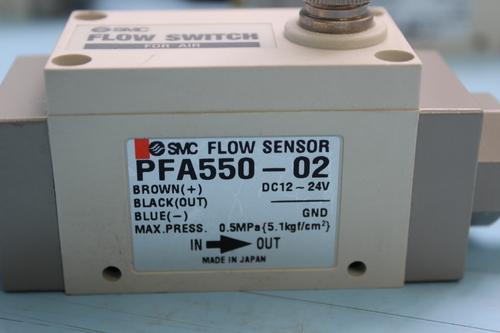 SMC
FLOW SWITCH
FOR AIR
SMC FLOW SENSOR
PFA550-02
BROWN(+) DC12~24V
BLACK(OUT)
BLUE(-) GND
MAX.PRESS. 0.5MPa{5.1kgf/cm²}
IN OUT
MADE IN JAPAN